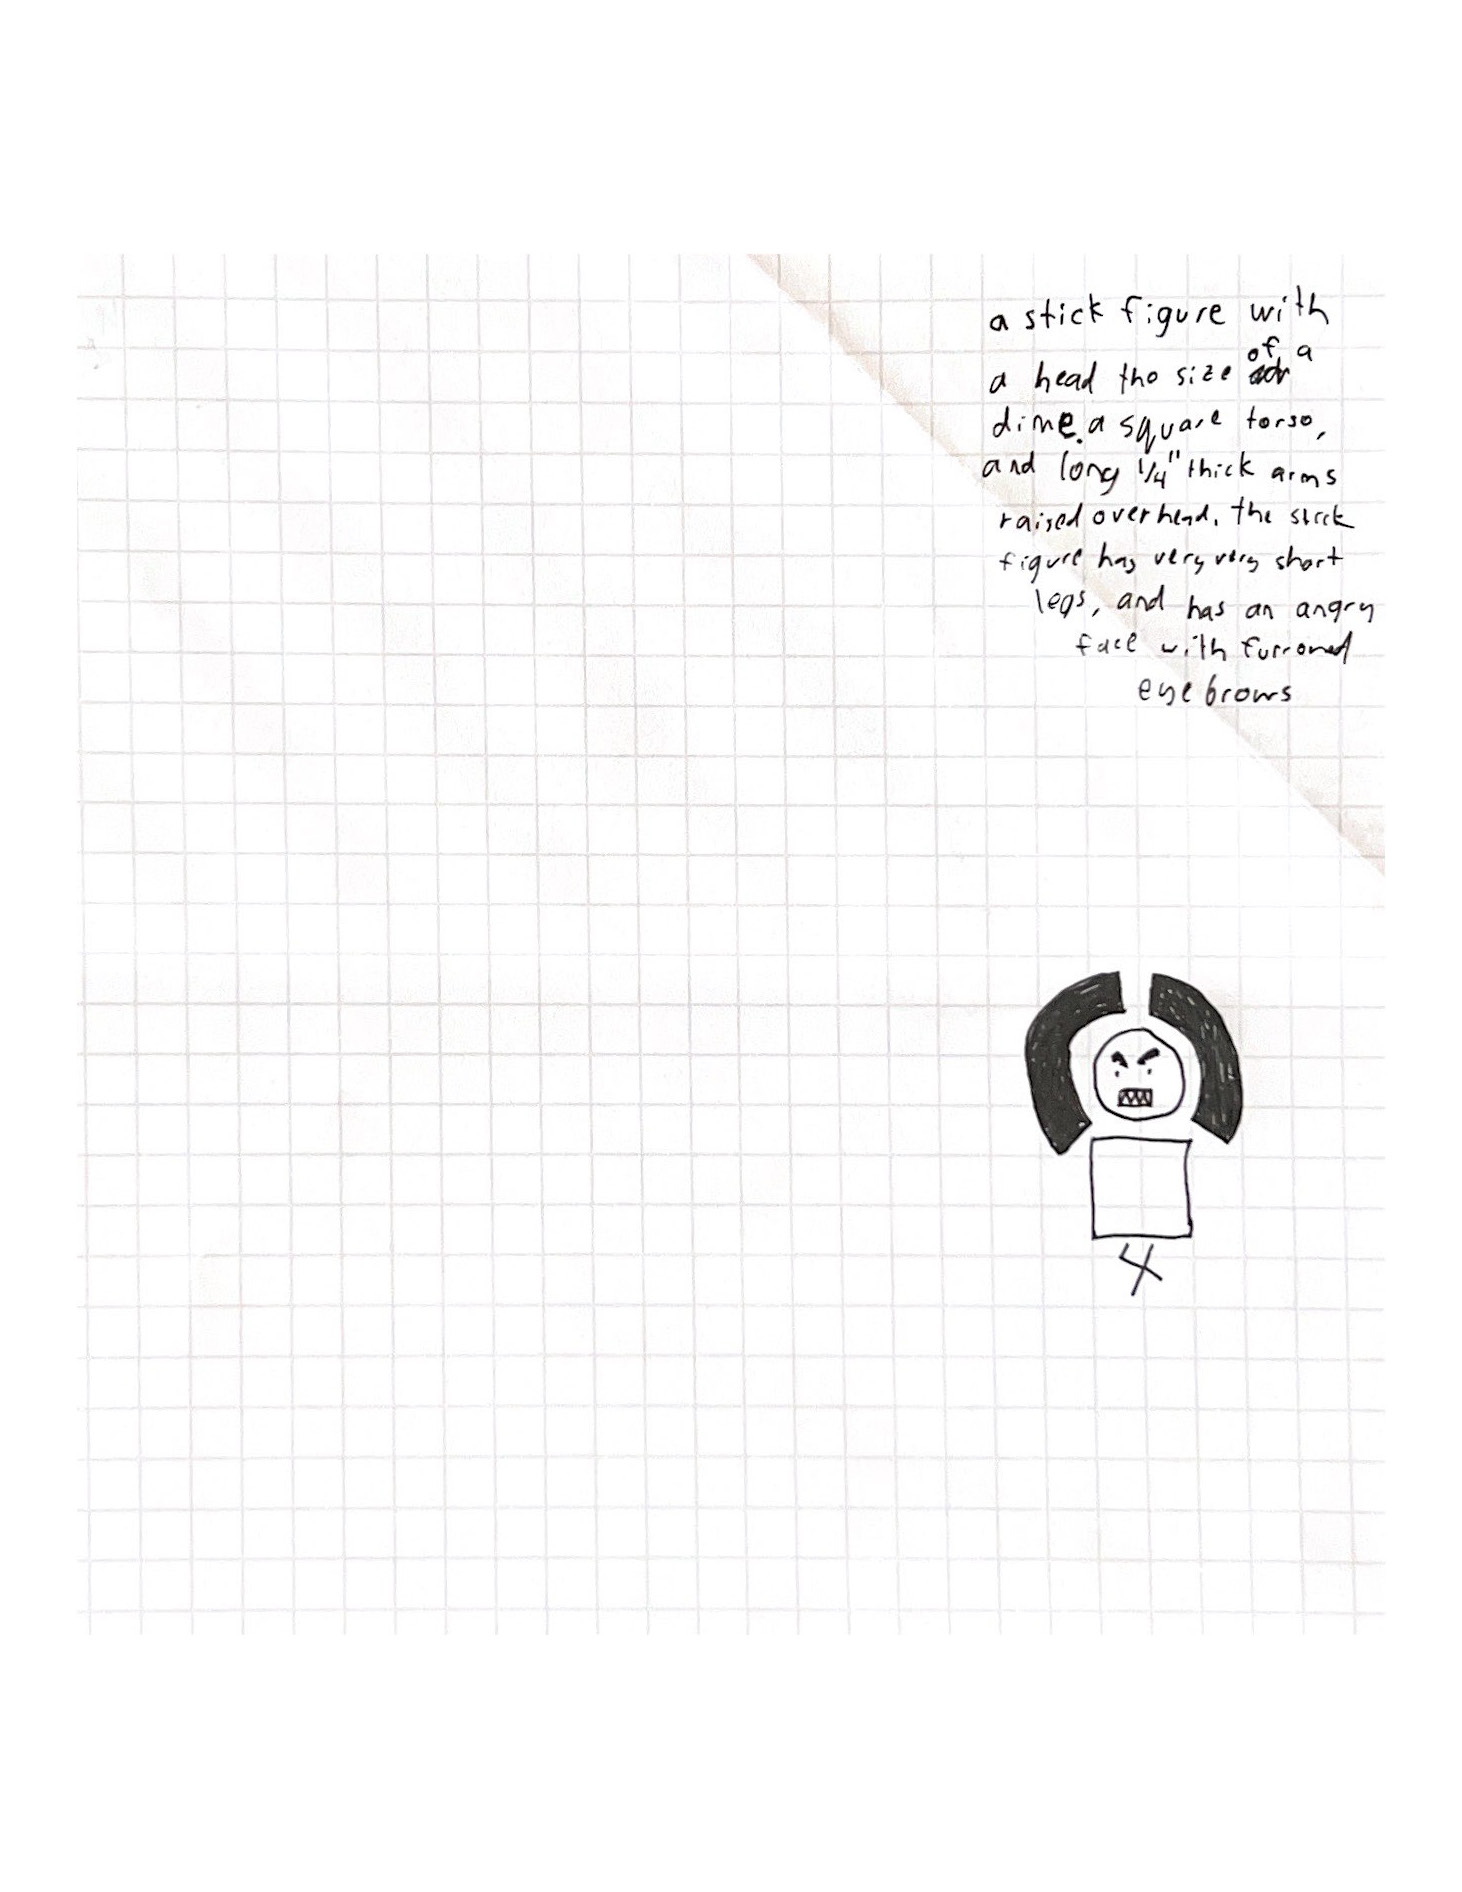 a stick figure with
a head the size of a
dime. a square torso,
and long 1/4" thick arms
raised overhead. the stick
figure has very very short
legs, and has an angry
face with furrowed
eyebrows